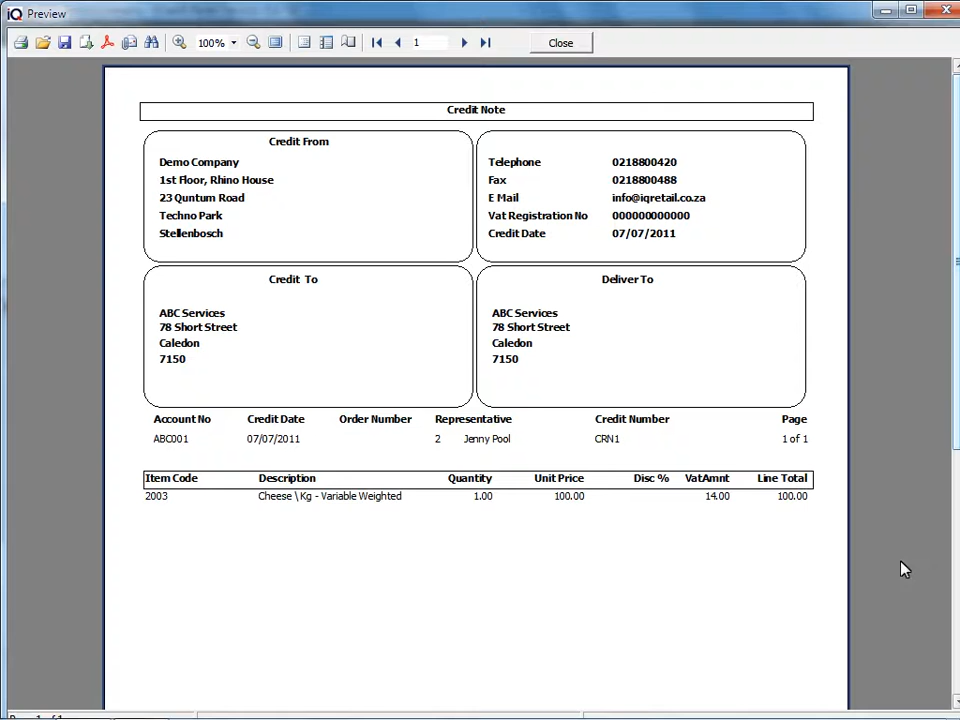 iQ Preview
100% 1 Close
Credit Note
Credit From
Demo Company
1st Floor, Rhino House
23 Quntum Road
Techno Park
Stellenbosch
Telephone 0218800420
Fax 0218800488
E Mail info@iqretail.co.za
Vat Registration No 000000000000
Credit Date 07/07/2011
Credit To
ABC Services
78 Short Street
Caledon
7150
Deliver To
ABC Services
78 Short Street
Caledon
7150
Account No Credit Date Order Number Representative Credit Number Page
ABC001 07/07/2011 2 Jenny Pool CRN1 1 of 1
Item Code Description Quantity Unit Price Disc % VatAmnt Line Total
2003 Cheese \ Kg - Variable Weighted 1.00 100.00 14.00 100.00